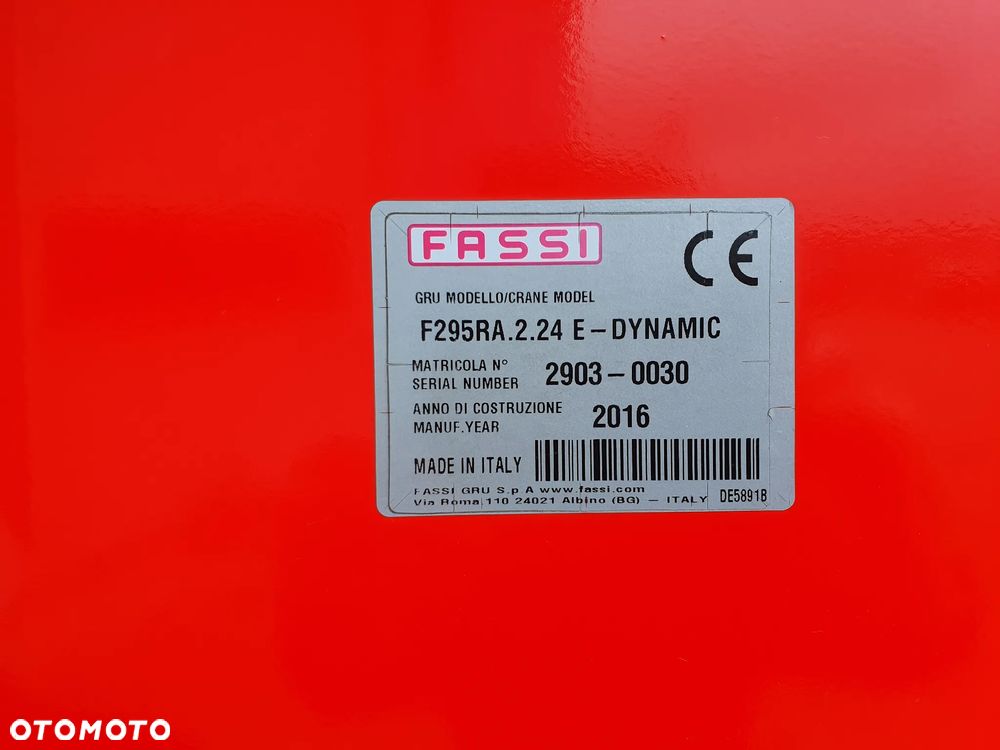 FASSI
CE
GRU MODELLO/CRANE MODEL
F295RA.2.24 E-DYNAMIC
MATRICOLA N°
SERIAL NUMBER 2903-0030
ANNO DI COSTRUZIONE
MANUF.YEAR 2016
MADE IN ITALY
FASSI GRU S.p A www.fassi.com
Via Roma,110 24021 Albino (BG) - ITALY DE5891B
OTOMOTO